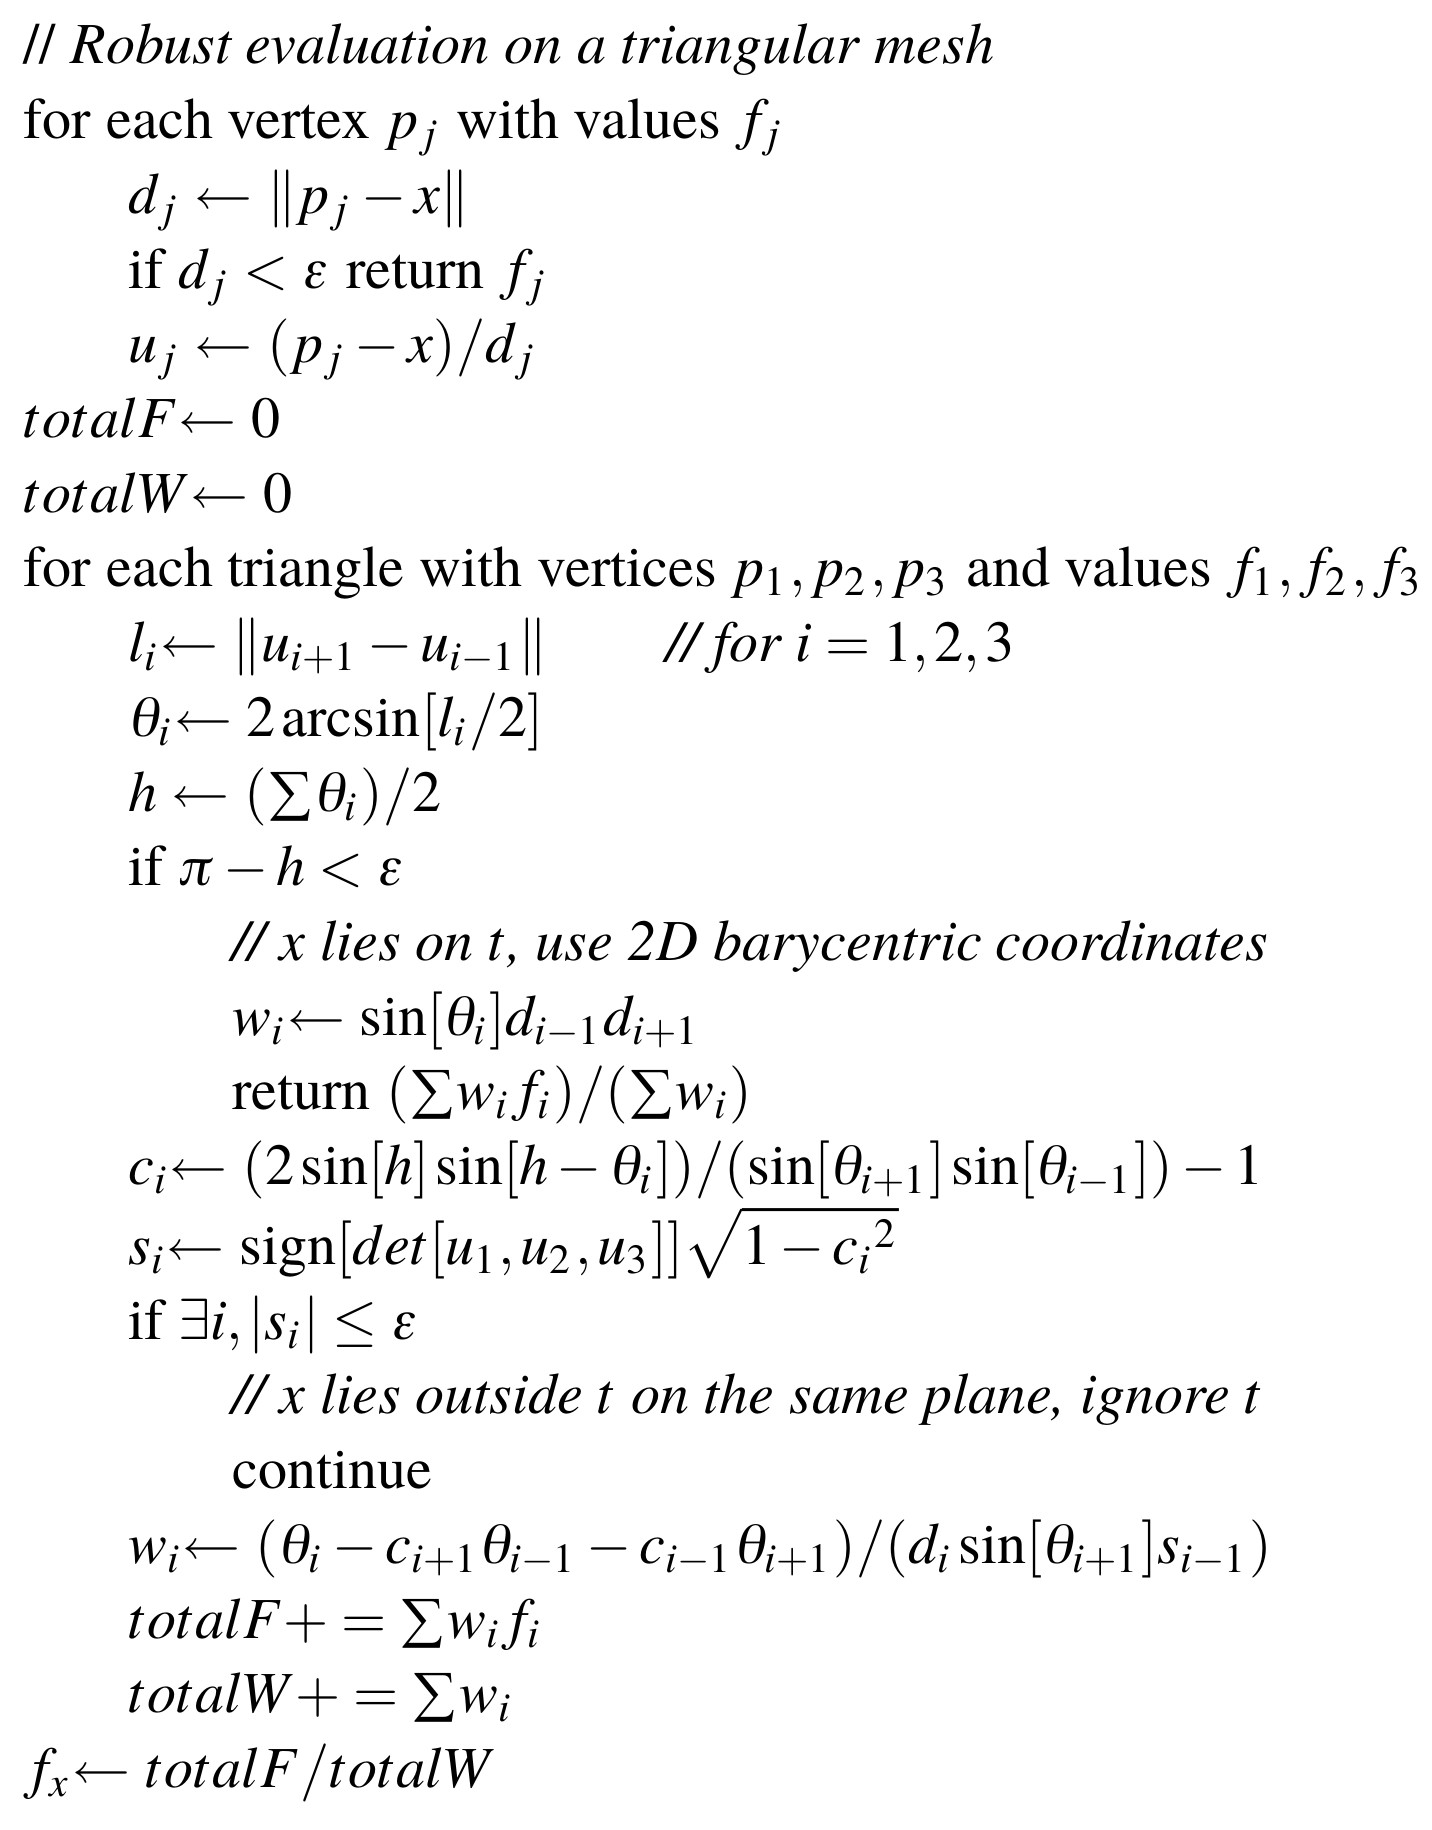 // Robust evaluation on a triangular mesh
for each vertex p_j with values f_j
d_j ← ‖p_j − x‖
if d_j < ε return f_j
u_j ← (p_j − x)/d_j
totalF ← 0
totalW ← 0
for each triangle with vertices p_1, p_2, p_3 and values f_1, f_2, f_3
l_i ← ‖u_{i+1} − u_{i−1}‖ // for i = 1,2,3
θ_i ← 2 arcsin[l_i/2]
h ← (∑θ_i)/2
if π − h < ε
// x lies on t, use 2D barycentric coordinates
w_i ← sin[θ_i]d_{i−1}d_{i+1}
return (∑w_i f_i)/(∑w_i)
c_i ← (2 sin[h] sin[h − θ_i])/(sin[θ_{i+1}] sin[θ_{i−1}]) − 1
s_i ← sign[det[u_1, u_2, u_3]]√(1 − c_i²)
if ∃i, |s_i| ≤ ε
// x lies outside t on the same plane, ignore t
continue
w_i ← (θ_i − c_{i+1}θ_{i−1} − c_{i−1}θ_{i+1})/(d_i sin[θ_{i+1}]s_{i−1})
totalF+ = ∑w_i f_i
totalW+ = ∑w_i
f_x ← totalF/totalW